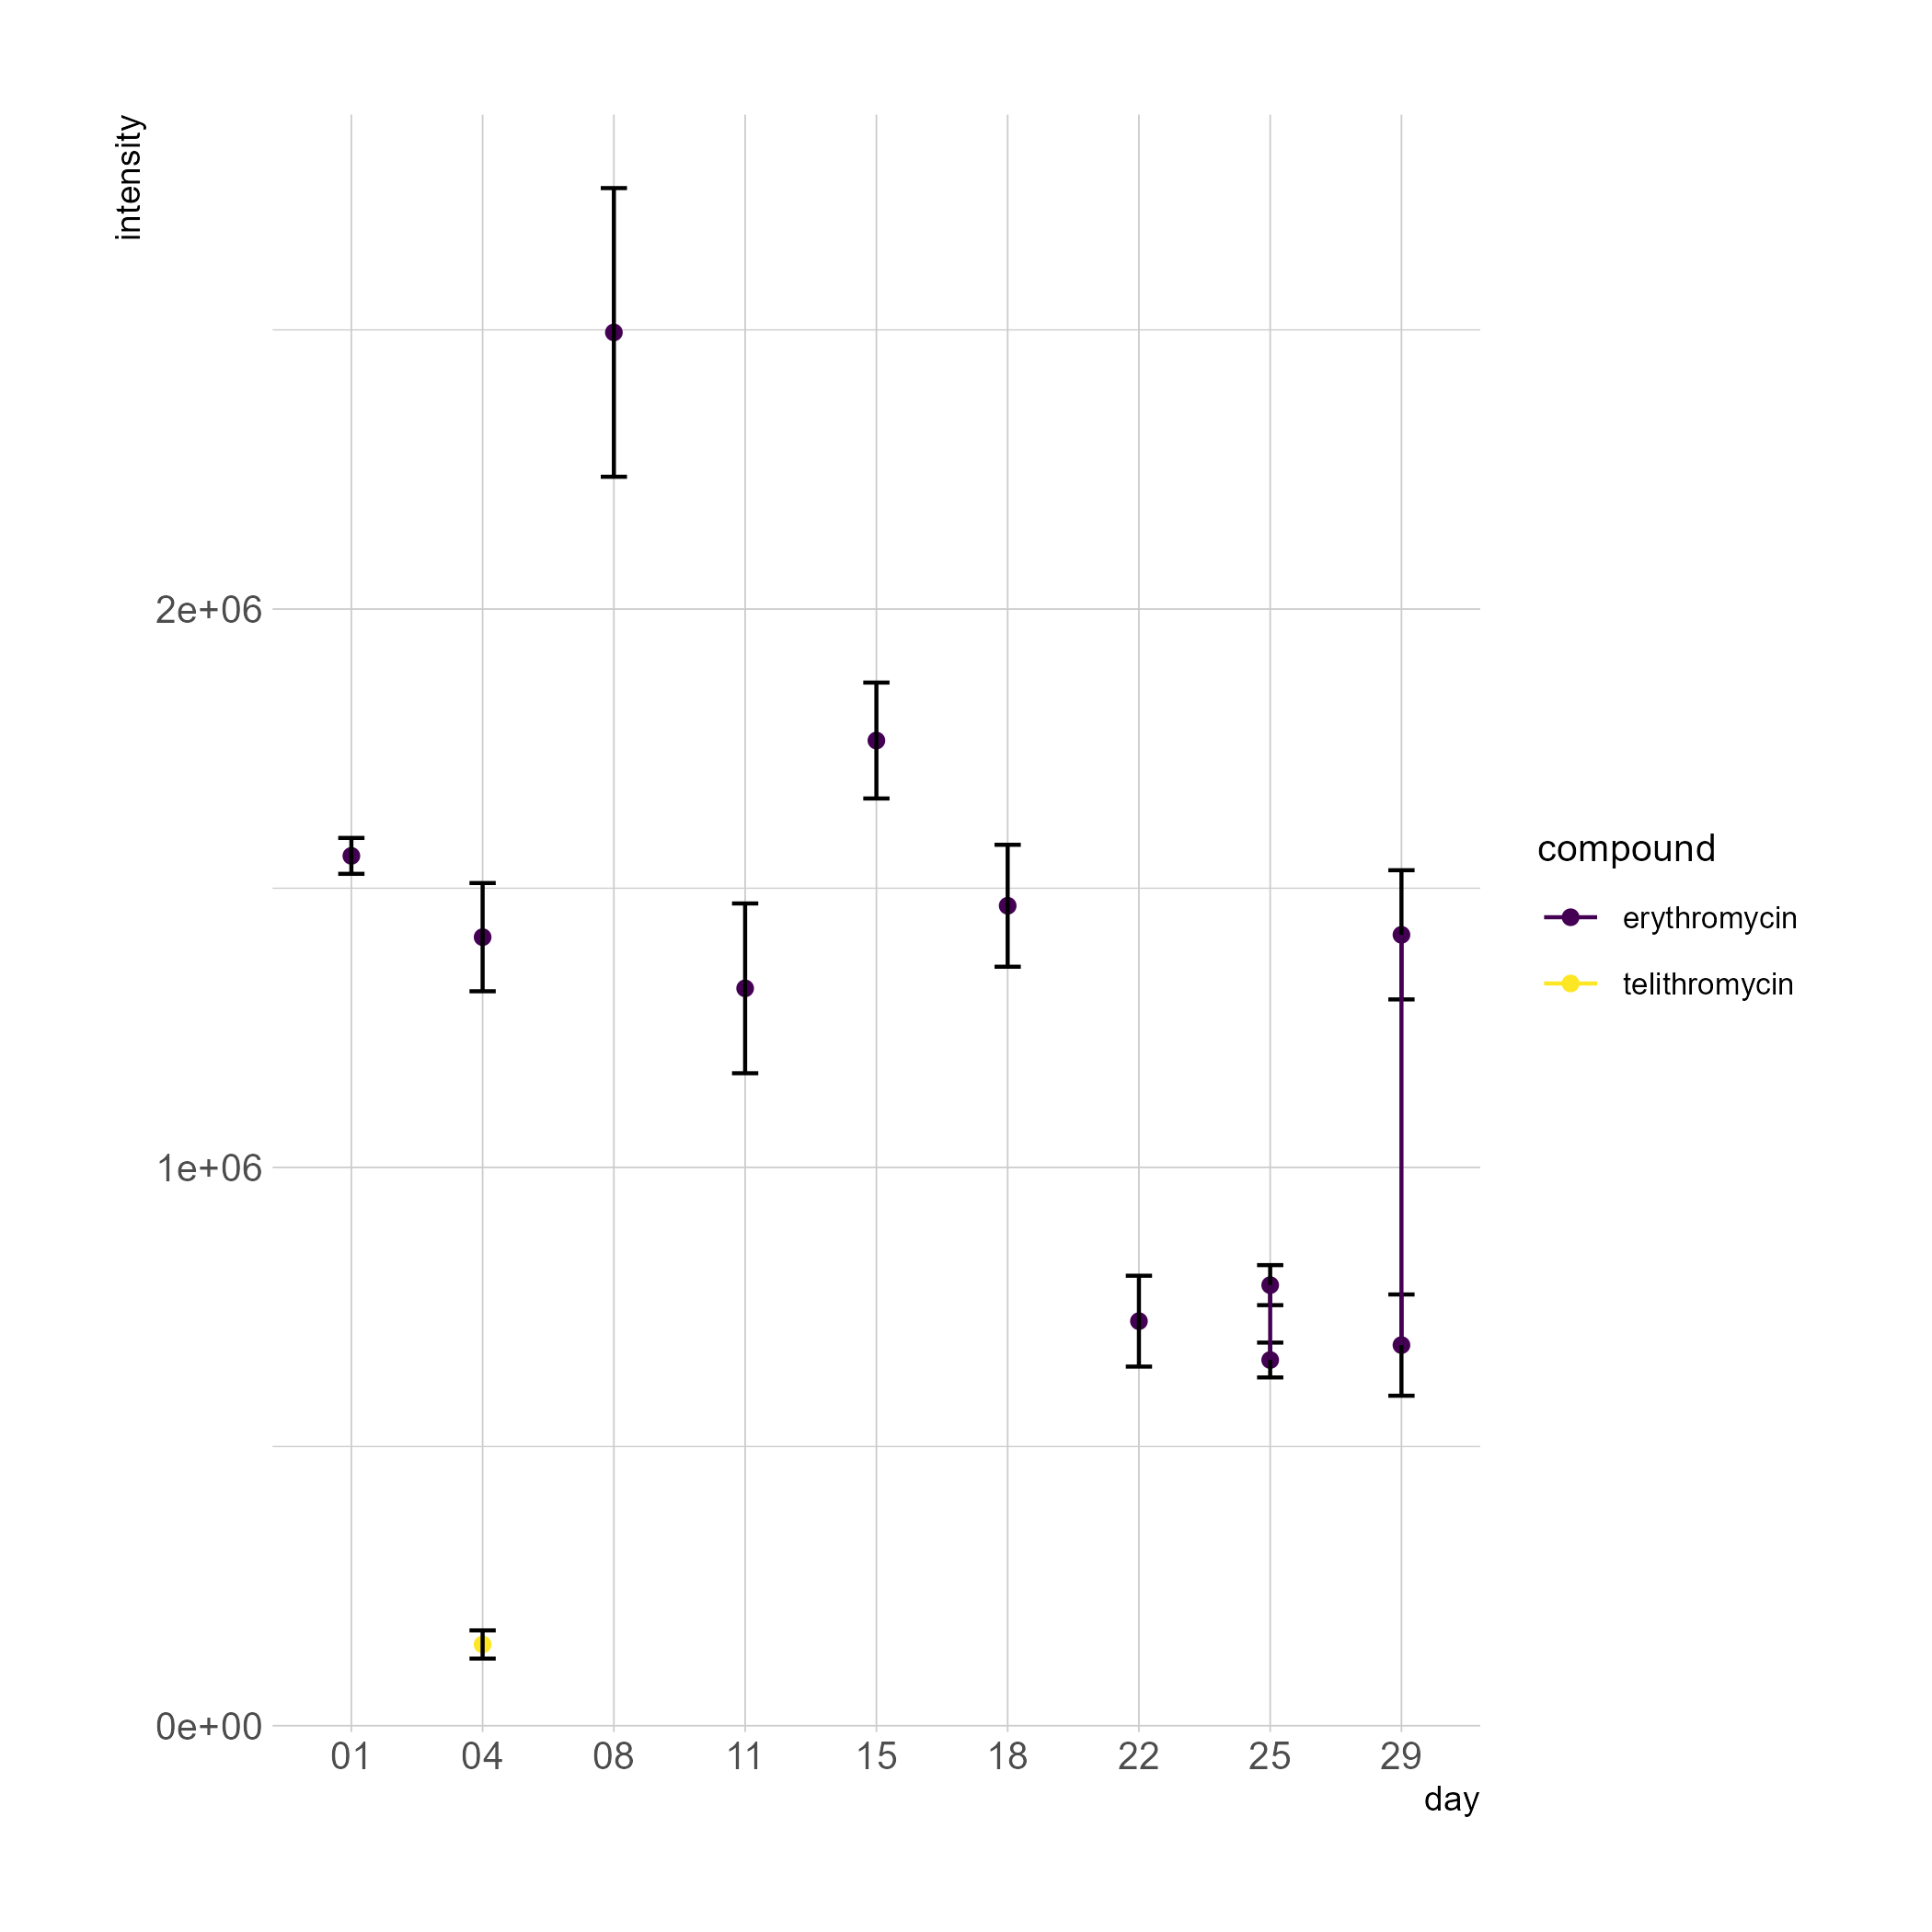 intensity
2e+06
1e+06
0e+00
01 04 08 11 15 18 22 25 29
day
compound
erythromycin
telithromycin